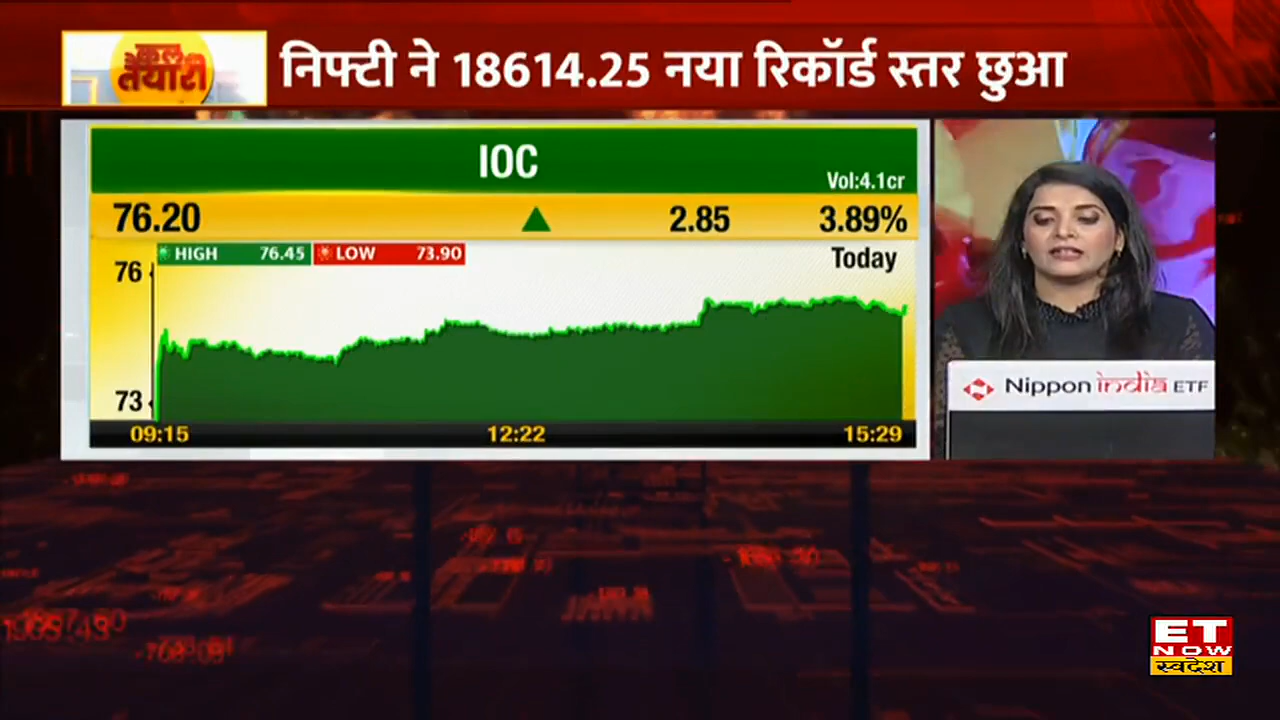 कल की तैयारी
निफ्टी ने 18614.25 नया रिकॉर्ड स्तर छुआ
IOC
Vol:4.1cr
76.20 ▲ 2.85 3.89%
HIGH 76.45 LOW 73.90
Today
76
73
09:15 12:22 15:29
Nippon india ETF
ET
NOW
स्वदेश